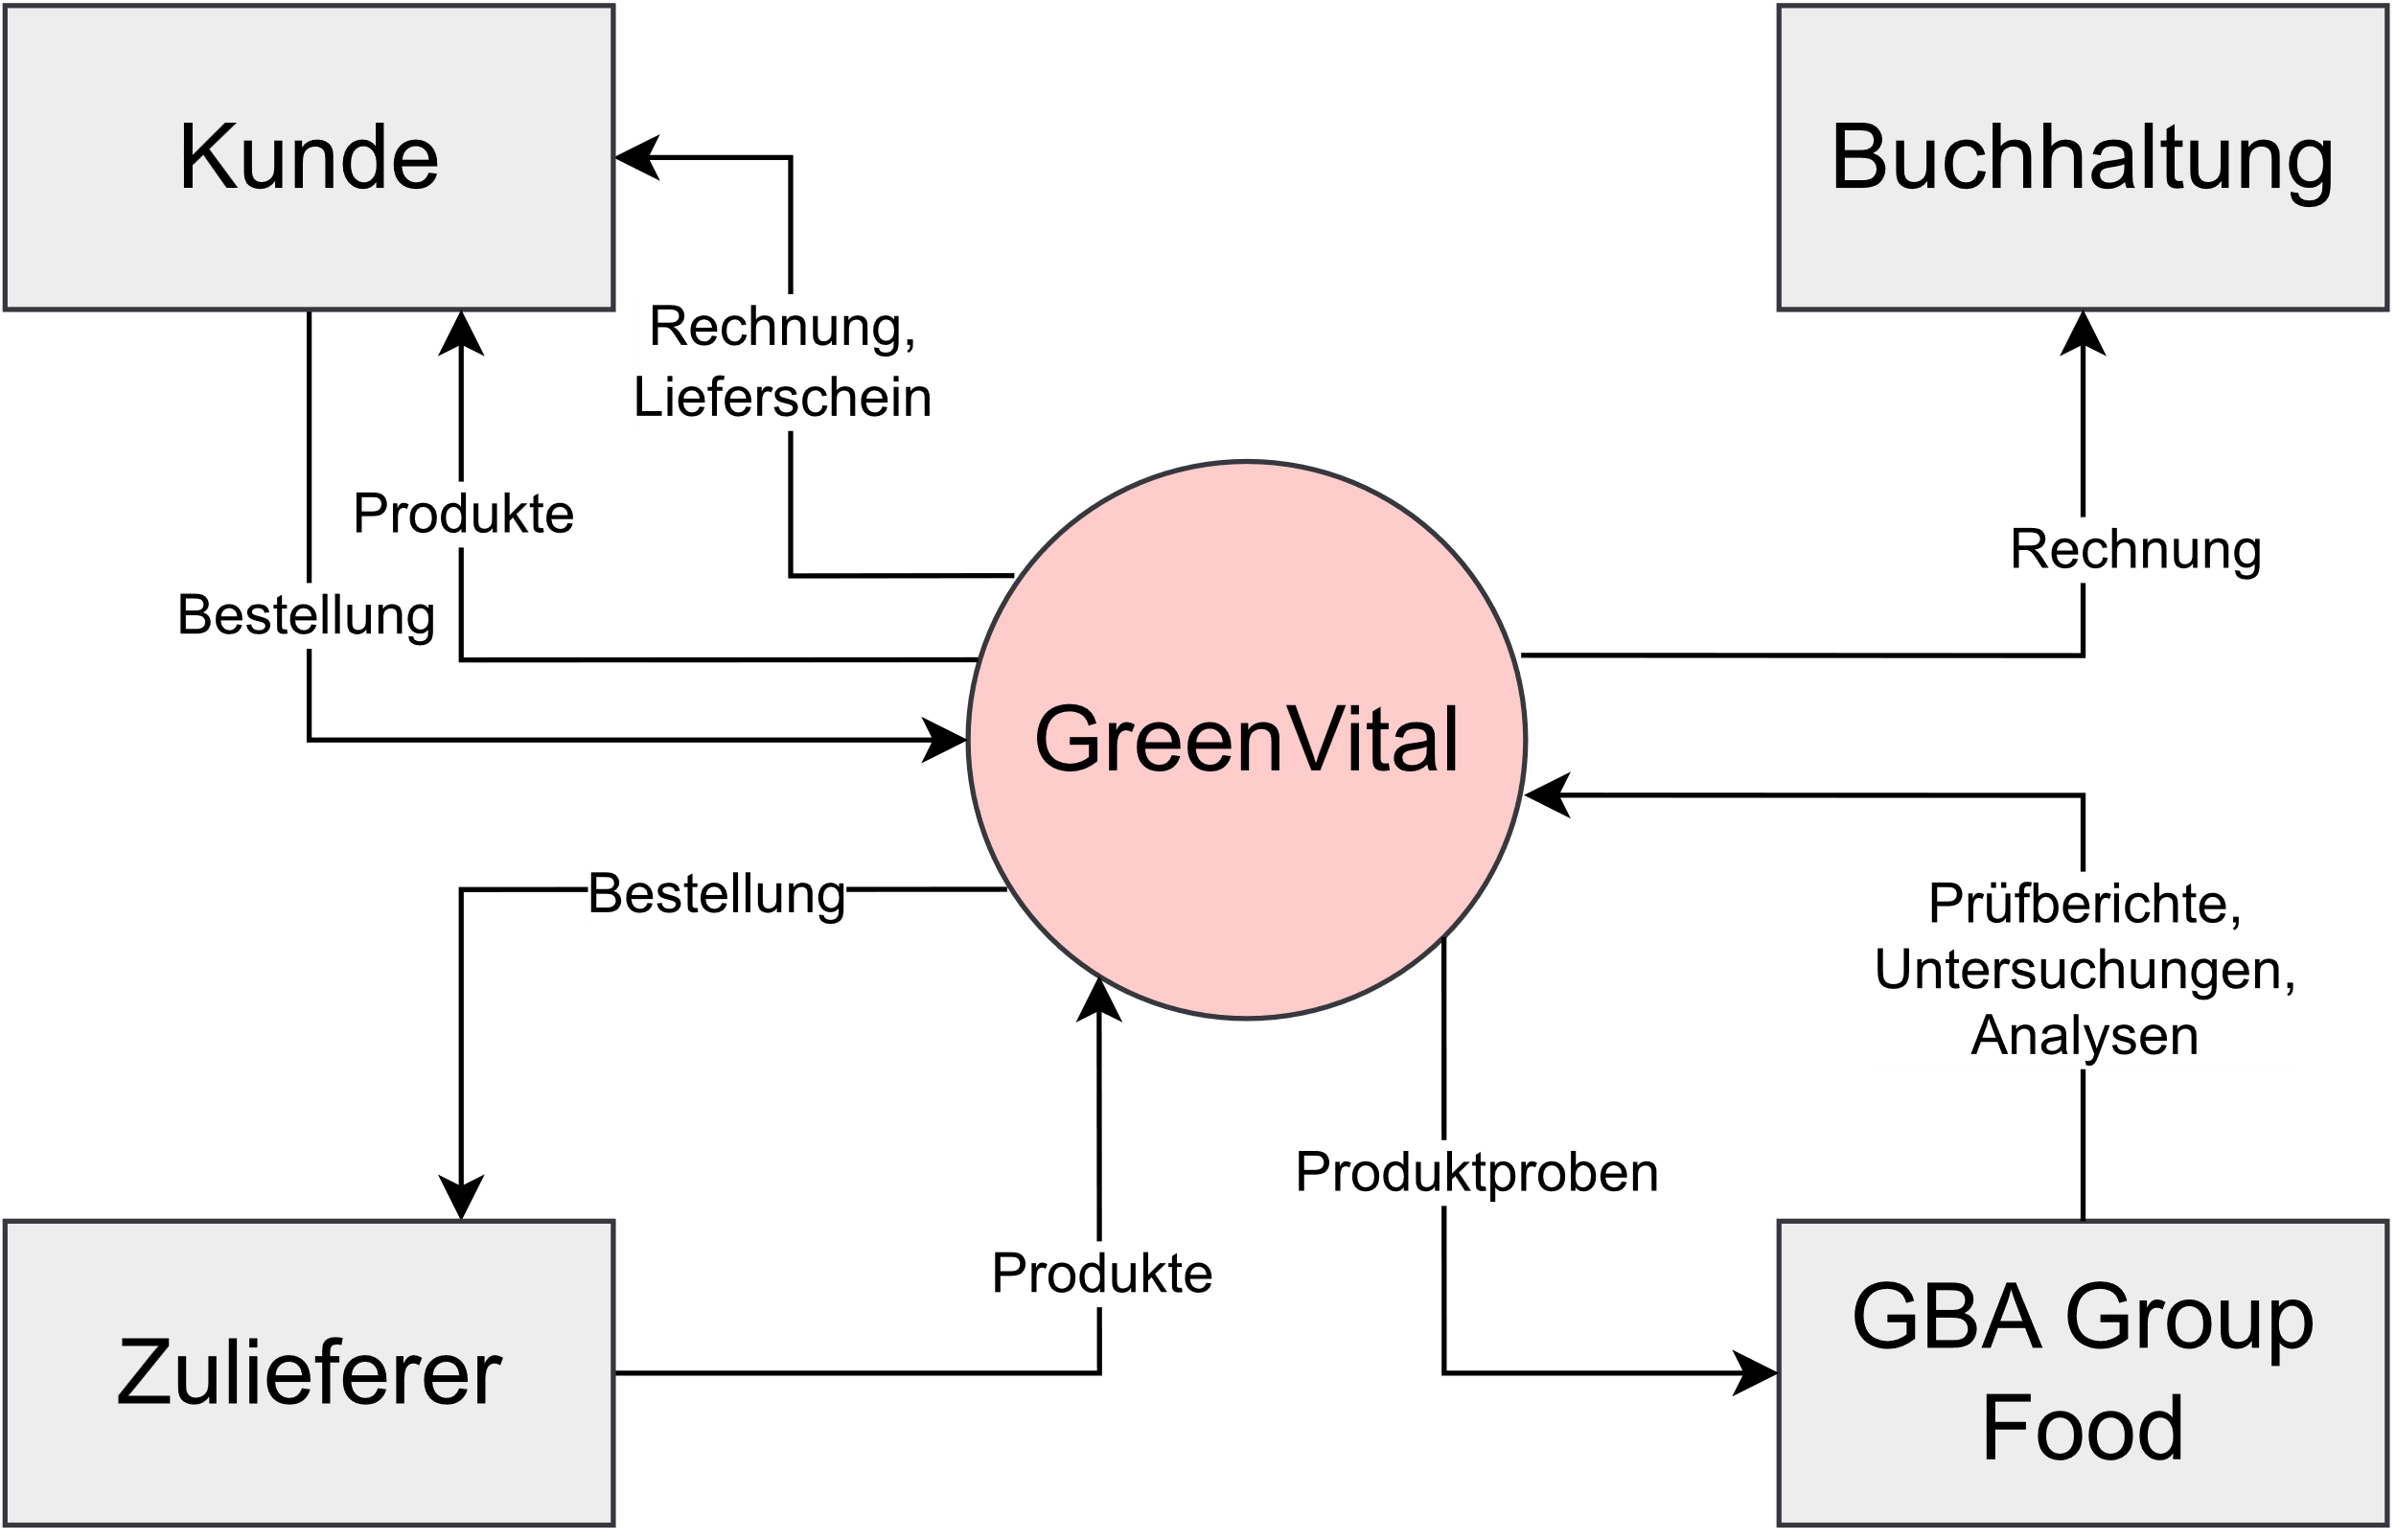 Kunde
Buchhaltung
Rechnung,
Lieferschein
Produkte
Rechnung
Bestellung
GreenVital
Bestellung
Prüfberichte,
Untersuchungen,
Analysen
Produktproben
Produkte
Zulieferer
GBA Group
Food